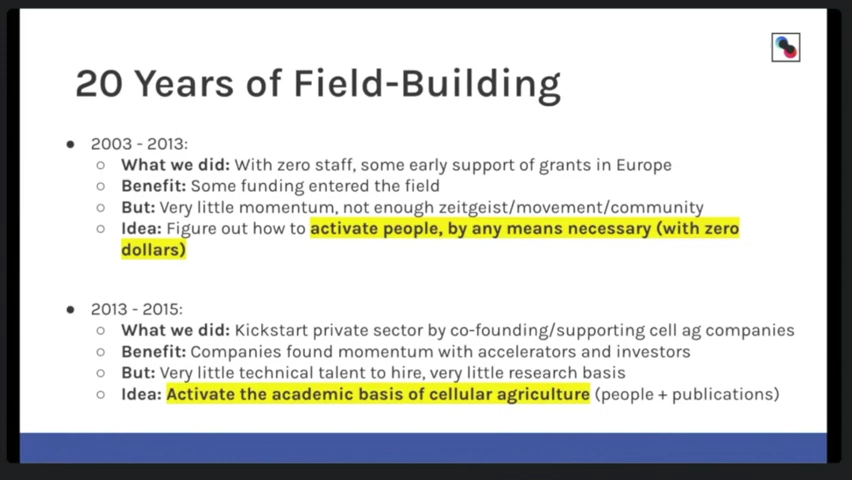 20 Years of Field-Building
● 2003 - 2013:
○ What we did: With zero staff, some early support of grants in Europe
○ Benefit: Some funding entered the field
○ But: Very little momentum, not enough zeitgeist/movement/community
○ Idea: Figure out how to activate people, by any means necessary (with zero
dollars)
● 2013 - 2015:
○ What we did: Kickstart private sector by co-founding/supporting cell ag companies
○ Benefit: Companies found momentum with accelerators and investors
○ But: Very little technical talent to hire, very little research basis
○ Idea: Activate the academic basis of cellular agriculture (people + publications)